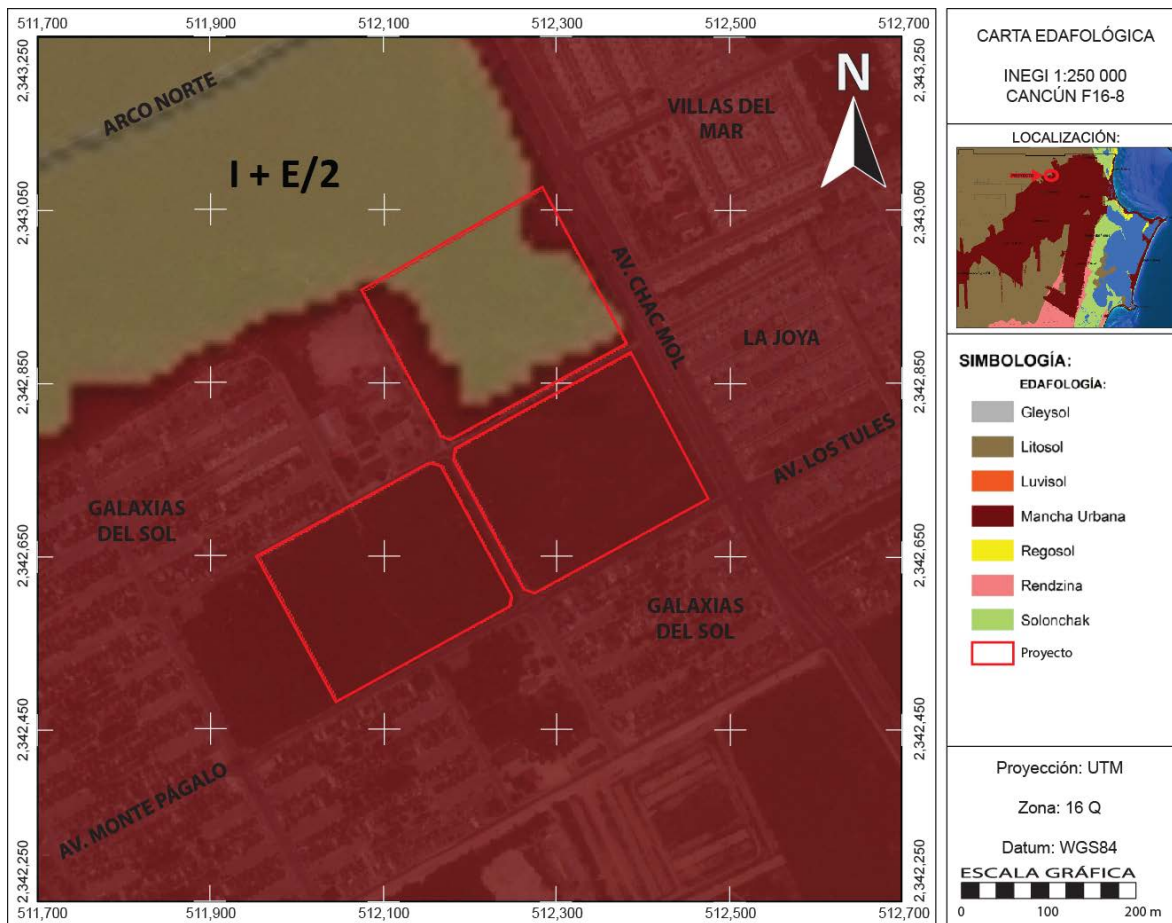 511,700 511,900 512,100 512,300 512,500 512,700
2,343,250
2,343,050
2,342,850
2,342,650
2,342,450
2,342,250
ARCO NORTE
I + E/2
VILLAS DEL
MAR
N
AV. CHAC MOL
LA JOYA
AV. LOS TULES
GALAXIAS
DEL SOL
GALAXIAS
DEL SOL
AV. MONTE PÁGALO
2,343,250
2,343,050
2,342,850
2,342,650
2,342,450
2,342,250
511,700 511,900 512,100 512,300 512,500 512,700
CARTA EDAFOLÓGICA
INEGI 1:250 000
CANCÚN F16-8
LOCALIZACIÓN:
SIMBOLOGÍA:
EDAFOLOGÍA:
Gleysol
Litosol
Luvisol
Mancha Urbana
Regosol
Rendzina
Solonchak
Proyecto
Proyección: UTM
Zona: 16 Q
Datum: WGS84
ESCALA GRÁFICA
0 100 200 m